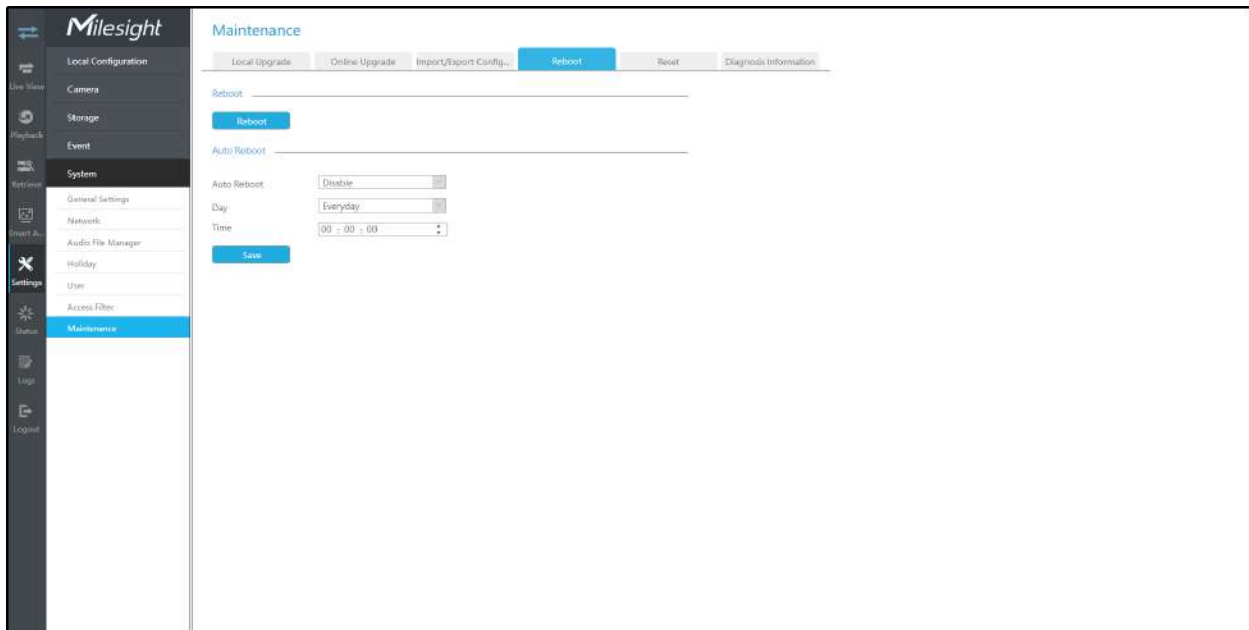 Milesight
Live View
Playback
Retrieve
Smart A...
Settings
Status
Logs
Logout
Local Configuration
Camera
Storage
Event
System
General Settings
Network
Audio File Manager
Holiday
User
Access Filter
Maintenance
Maintenance
Local Upgrade
Online Upgrade
Import/Export Config...
Reboot
Reset
Diagnosis Information
Reboot
Reboot
Auto Reboot
Auto Reboot Disable
Day Everyday
Time 00 : 00 : 00
Save